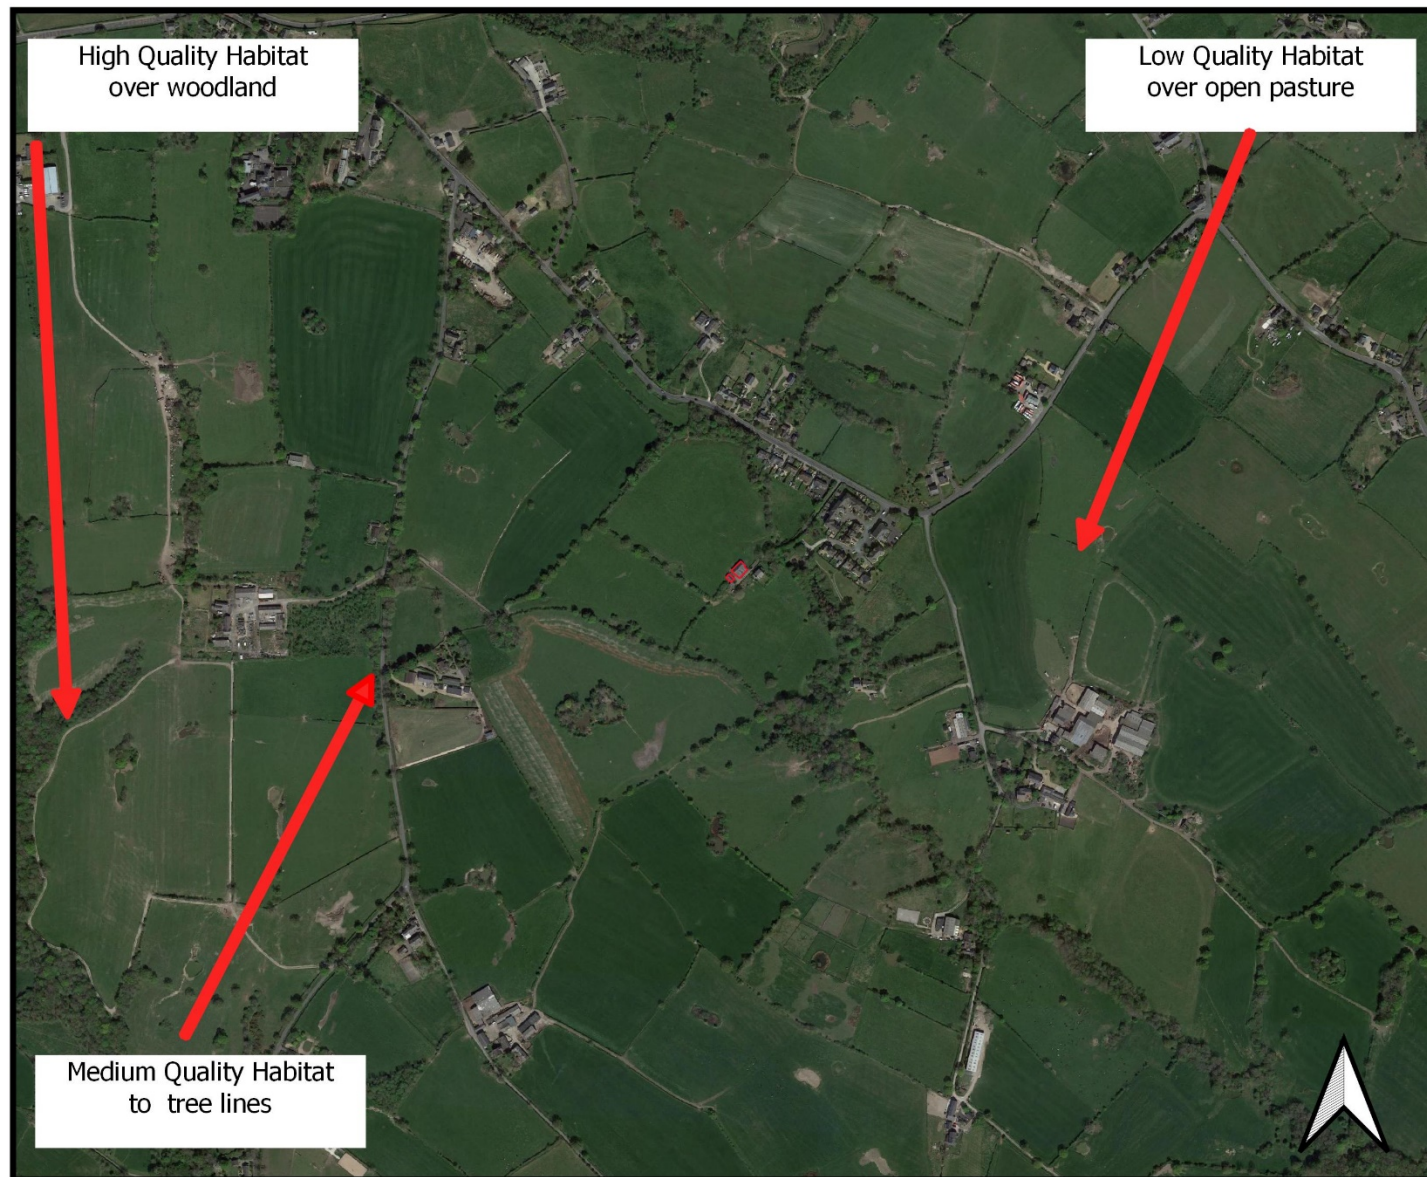 High Quality Habitat
over woodland
Low Quality Habitat
over open pasture
Medium Quality Habitat
to tree lines